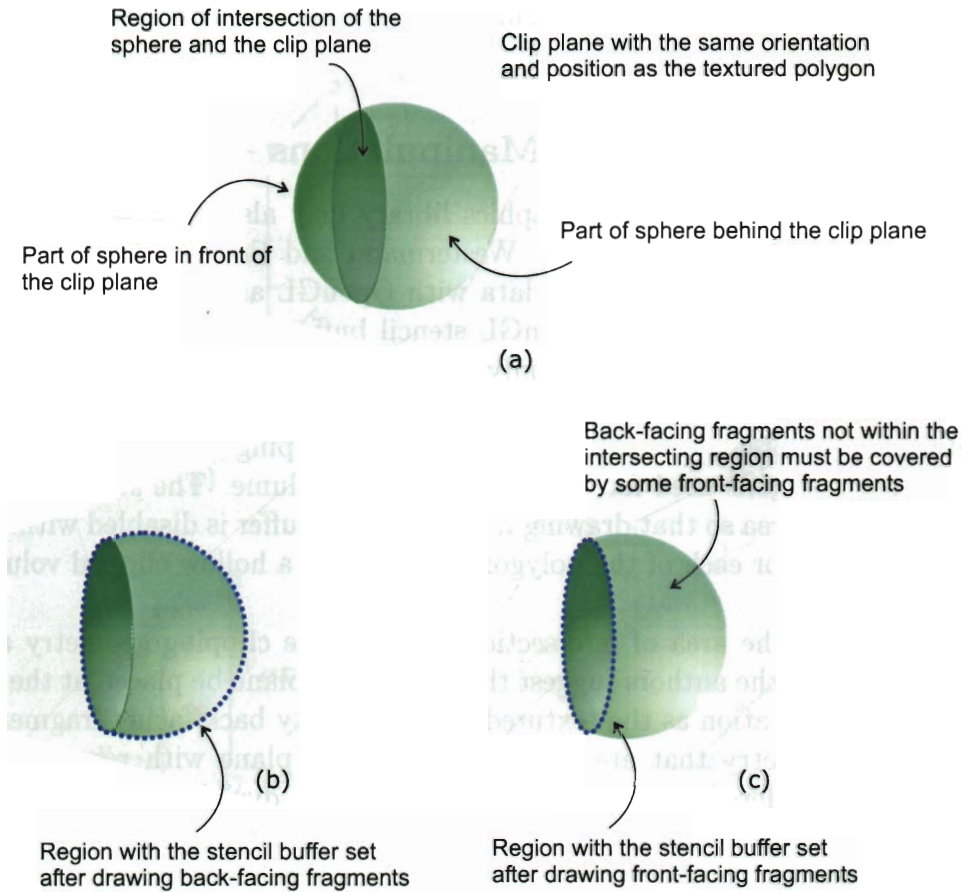 Region of intersection of the
sphere and the clip plane
Clip plane with the same orientation
and position as the textured polygon
Part of sphere in front of
the clip plane
Part of sphere behind the clip plane
(a)
Back-facing fragments not within the
intersecting region must be covered
by some front-facing fragments
(b)
(c)
Region with the stencil buffer set
after drawing back-facing fragments
Region with the stencil buffer set
after drawing front-facing fragments